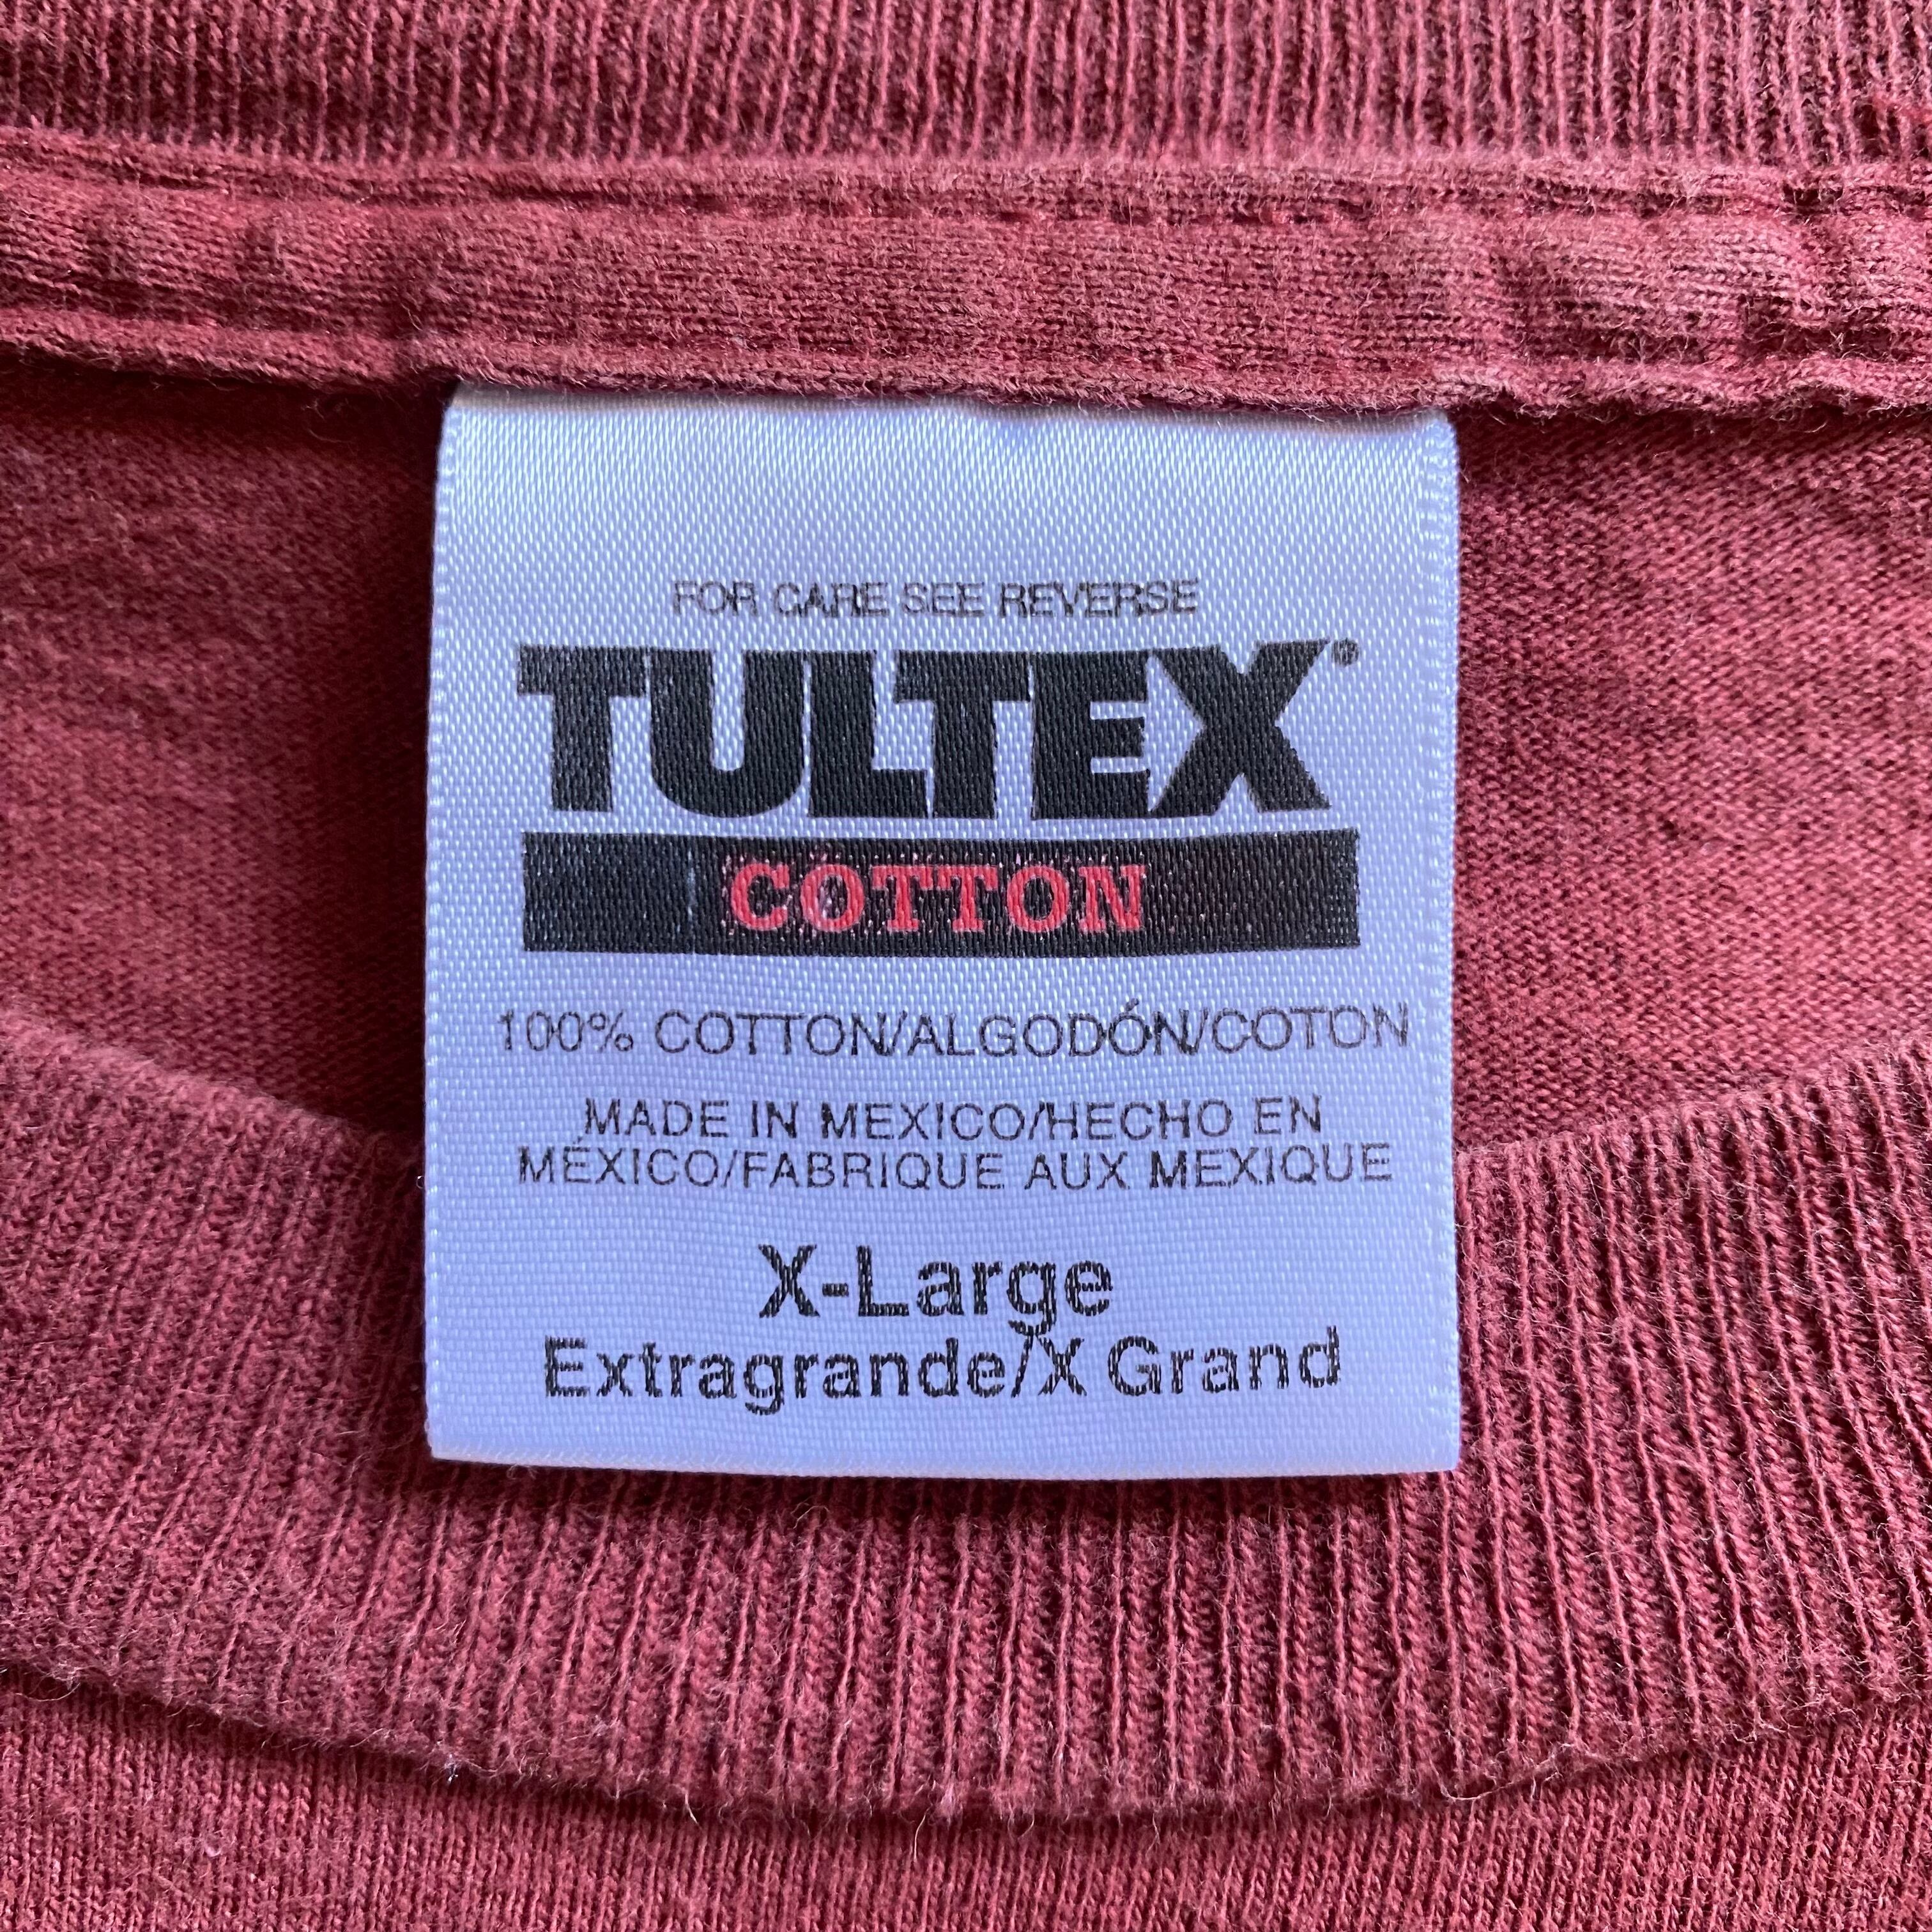 FOR CARE SEE REVERSE
TULTEX®
COTTON
100% COTTON/ALGODÓN/COTON
MADE IN MEXICO/HECHO EN
MÉXICO/FABRIQUE AUX MEXIQUE
X-Large
Extragrande/X Grand